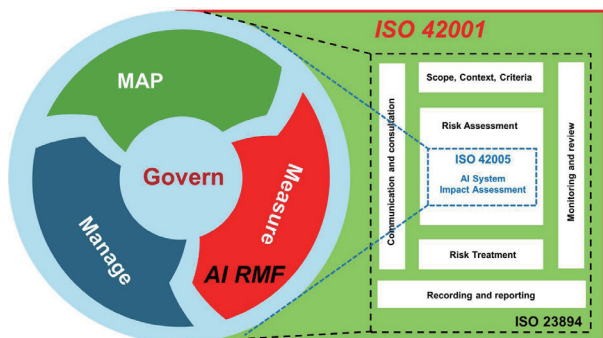 ISO 42001
MAP
Govern
Measure
Manage
AI RMF
Communication and consultation
Scope, Context, Criteria
Risk Assessment
ISO 42005
AI System
Impact Assessment
Risk Treatment
Monitoring and review
Recording and reporting
ISO 23894